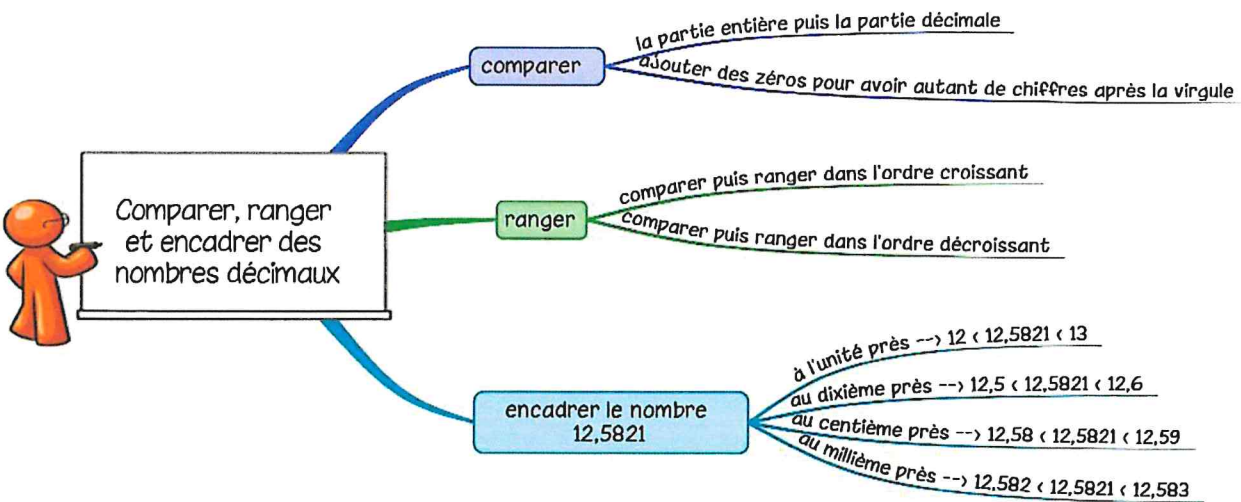 Comparer, ranger
et encadrer des
nombres décimaux
comparer
la partie entière puis la partie décimale
ajouter des zéros pour avoir autant de chiffres après la virgule
ranger
comparer puis ranger dans l'ordre croissant
comparer puis ranger dans l'ordre décroissant
encadrer le nombre
12,5821
à l'unité près --> 12 < 12,5821 < 13
au dixième près --> 12,5 < 12,5821 < 12,6
au centième près --> 12,58 < 12,5821 < 12,59
au millième près --> 12,582 < 12,5821 < 12,583